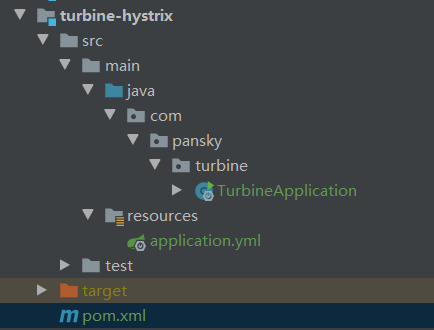 turbine-hystrix
src
main
java
com
pansky
turbine
TurbineApplication
resources
application.yml
test
target
pom.xml